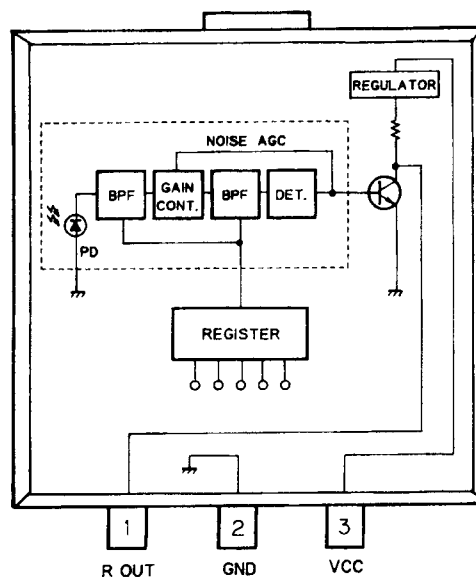 REGULATOR
NOISE AGC
BPF
GAIN
CONT.
BPF
DET.
PD
REGISTER
1
2
3
R OUT
GND
VCC